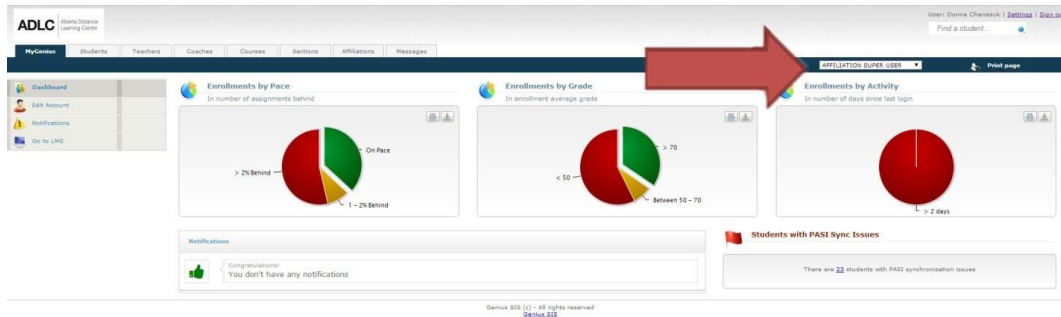 User: Donna Chanesyk | Settings | Sign ou
ADLC Alberta Distance Learning Centre
Find a student...
MyGenius Students Teachers Coaches Courses Sections Affiliations Messages
AFFILIATION SUPER USER Print page
Dashboard
Edit Account
Notifications
Go to LMS
Enrollments by Pace
In number of assignments behind
On Pace
> 2% Behind
1 - 2% Behind
Enrollments by Grade
In enrollment average grade
> 70
< 50
Between 50 - 70
Enrollments by Activity
In number of days since last login
> 2 days
Notifications
Congratulations!
You don't have any notifications
Students with PASI Sync Issues
There are 23 students with PASI synchronization issues
Genius SIS (c) - All rights reserved
Genius SIS